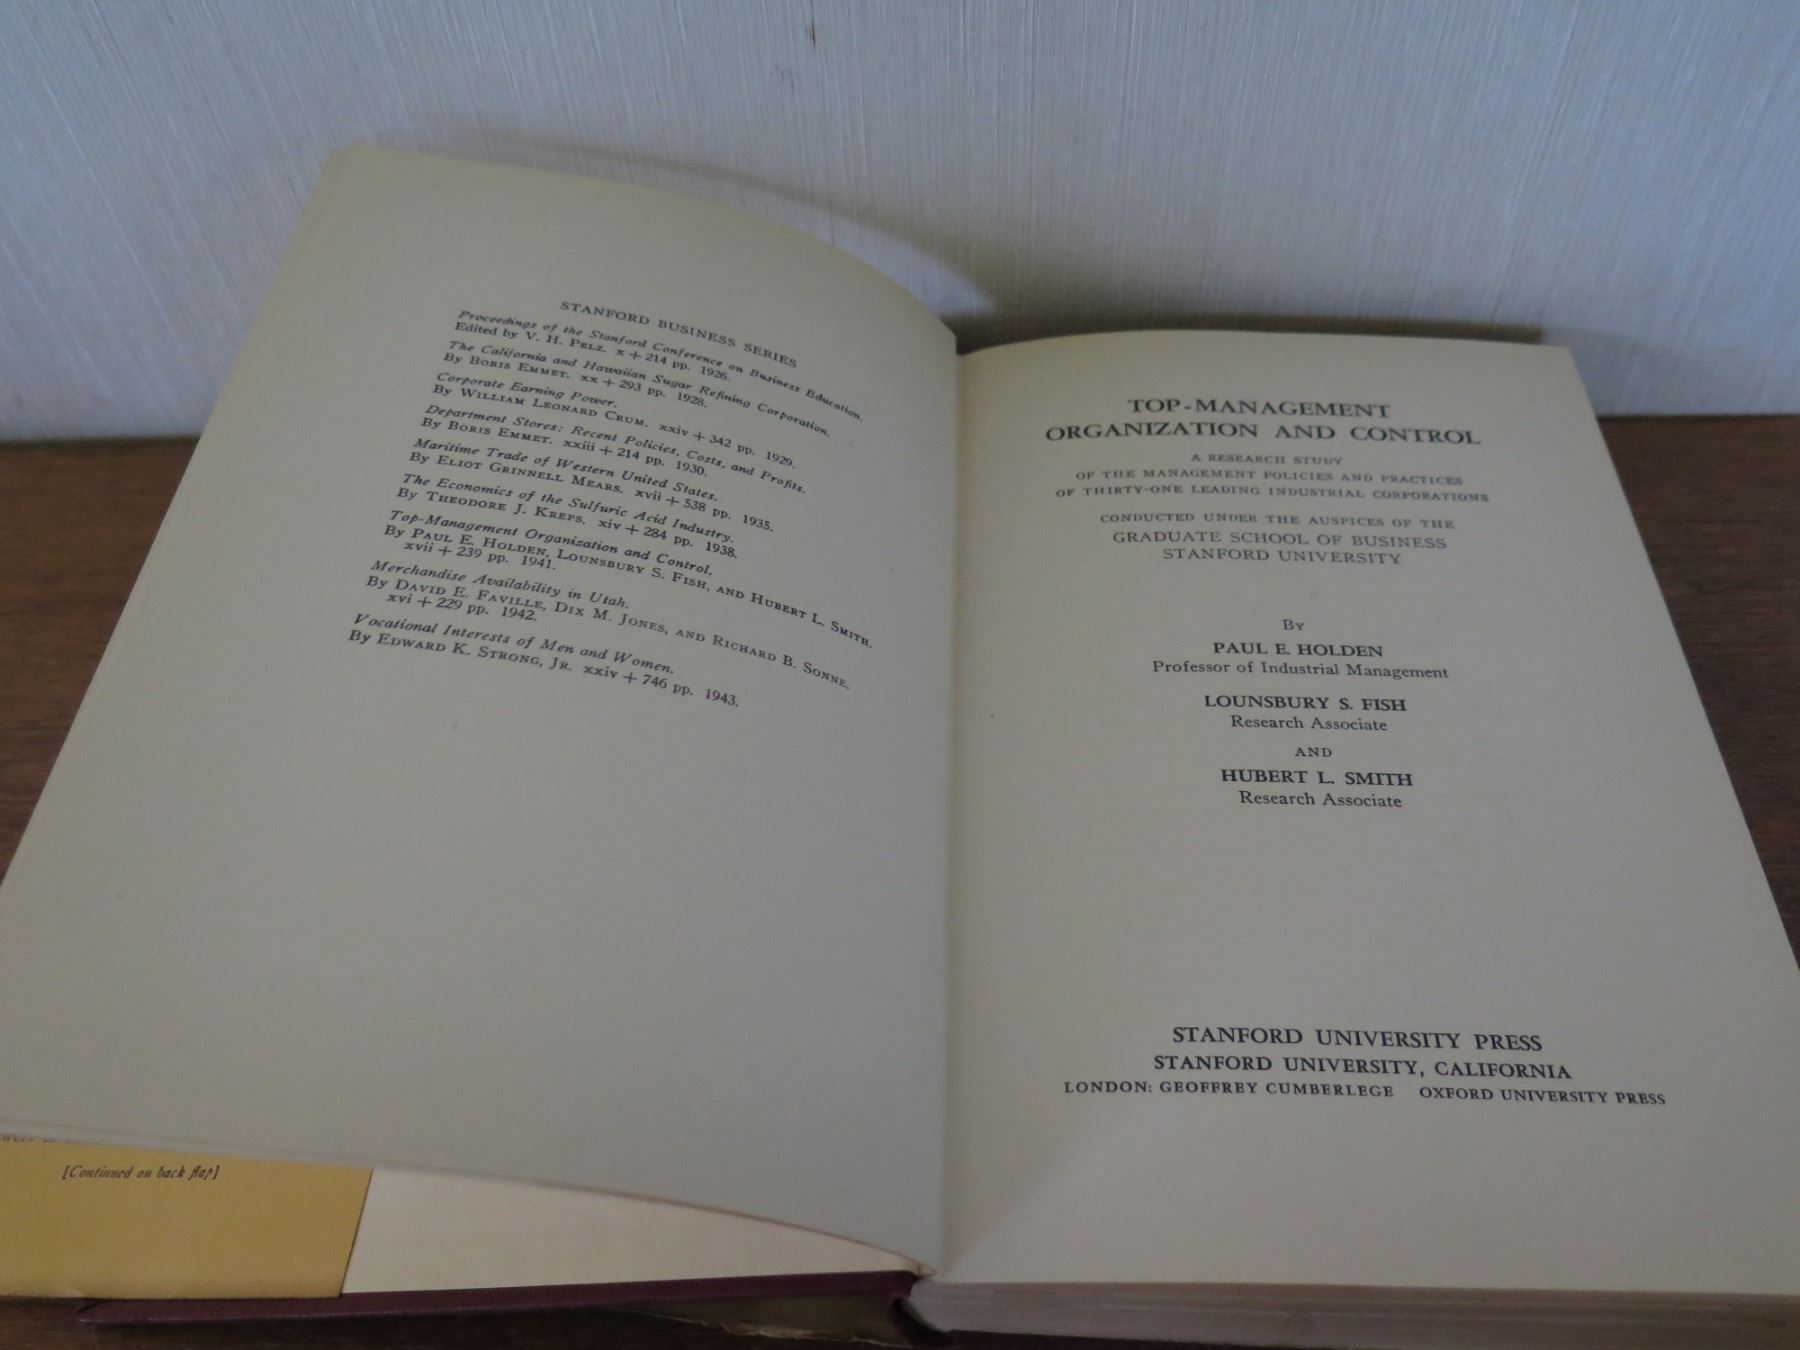 STANFORD BUSINESS SERIES
Proceedings of the Stanford Conference on Business Education.
Edited by V. H. PELZ. x + 214 pp. 1926.
The California and Hawaiian Sugar Refining Corporation.
By BORIS EMMET. xx + 293 pp. 1928.
Corporate Earning Power.
By WILLIAM LEONARD CRUM. xxiv + 342 pp. 1929.
Department Stores: Recent Policies, Costs, and Profits.
By BORIS EMMET. xxiii + 214 pp. 1930.
Maritime Trade of Western United States.
By ELIOT GRINNELL MEARS. xvii + 538 pp. 1935.
The Economics of the Sulfuric Acid Industry.
By THEODORE J. KREPS. xiv + 284 pp. 1938.
Top-Management Organization and Control.
By PAUL E. HOLDEN, LOUNSBURY S. FISH, AND HUBERT L. SMITH.
xvii + 239 pp. 1941.
Merchandise Availability in Utah.
By DAVID E. FAVILLE, DIX M. JONES, AND RICHARD B. SONNE.
xvi + 229 pp. 1942.
Vocational Interests of Men and Women.
By EDWARD K. STRONG, JR. xxiv + 746 pp. 1943.
[Continued on back flap]
TOP-MANAGEMENT
ORGANIZATION AND CONTROL
A RESEARCH STUDY
OF THE MANAGEMENT POLICIES AND PRACTICES
OF THIRTY-ONE LEADING INDUSTRIAL CORPORATIONS
CONDUCTED UNDER THE AUSPICES OF THE
GRADUATE SCHOOL OF BUSINESS
STANFORD UNIVERSITY
BY
PAUL E. HOLDEN
Professor of Industrial Management
LOUNSBURY S. FISH
Research Associate
AND
HUBERT L. SMITH
Research Associate
STANFORD UNIVERSITY PRESS
STANFORD UNIVERSITY, CALIFORNIA
LONDON: GEOFFREY CUMBERLEGE OXFORD UNIVERSITY PRESS